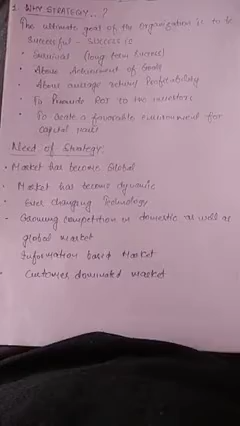 1. WHY STRATEGY...?
The ultimate goal of the organization is to be
successful - success is
• Survival (long term success)
• Above Achievement of Goals
• Above average return/ Profitability
• To Promote ROI to the investors
• To create a favorable environment for
capital market
Need of Strategy:
• Market has become Global
• Market has become dynamic
- Ever changing Technology
- Growing competition in domestic as well as
global market
Information based Market
- Customer dominated market